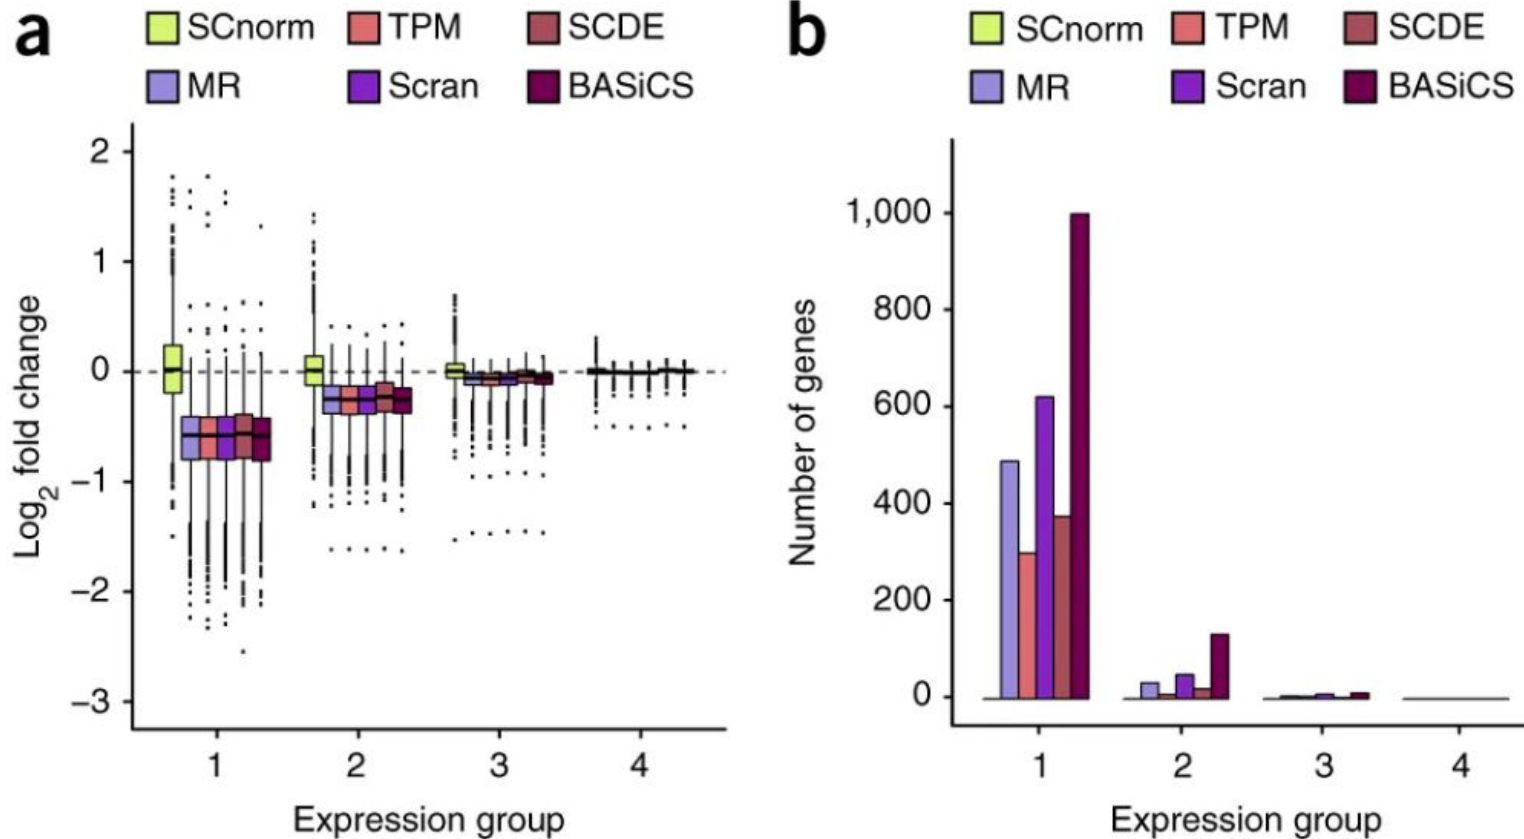 a
SCnorm TPM SCDE
MR Scran BASiCS
2
1
0
−1
−2
−3
Log2 fold change
1 2 3 4
Expression group
b
SCnorm TPM SCDE
MR Scran BASiCS
1,000
800
600
400
200
0
Number of genes
1 2 3 4
Expression group